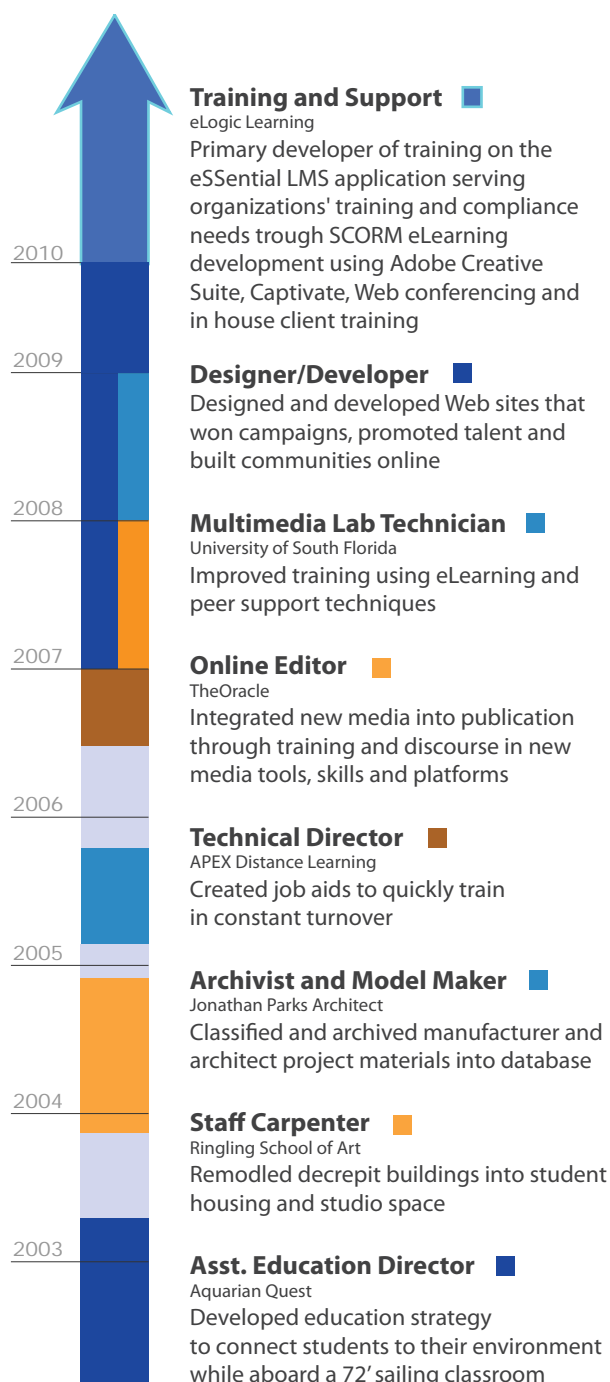 Training and Support
eLogic Learning
Primary developer of training on the
eSSential LMS application serving
organizations' training and compliance
needs trough SCORM eLearning
development using Adobe Creative
Suite, Captivate, Web conferencing and
in house client training
2010
2009
Designer/Developer
Designed and developed Web sites that
won campaigns, promoted talent and
built communities online
2008
Multimedia Lab Technician
University of South Florida
Improved training using eLearning and
peer support techniques
2007
Online Editor
TheOracle
Integrated new media into publication
through training and discourse in new
media tools, skills and platforms
2006
Technical Director
APEX Distance Learning
Created job aids to quickly train
in constant turnover
2005
Archivist and Model Maker
Jonathan Parks Architect
Classified and archived manufacturer and
architect project materials into database
2004
Staff Carpenter
Ringling School of Art
Remodled decrepit buildings into student
housing and studio space
2003
Asst. Education Director
Aquarian Quest
Developed education strategy
to connect students to their environment
while aboard a 72' sailing classroom